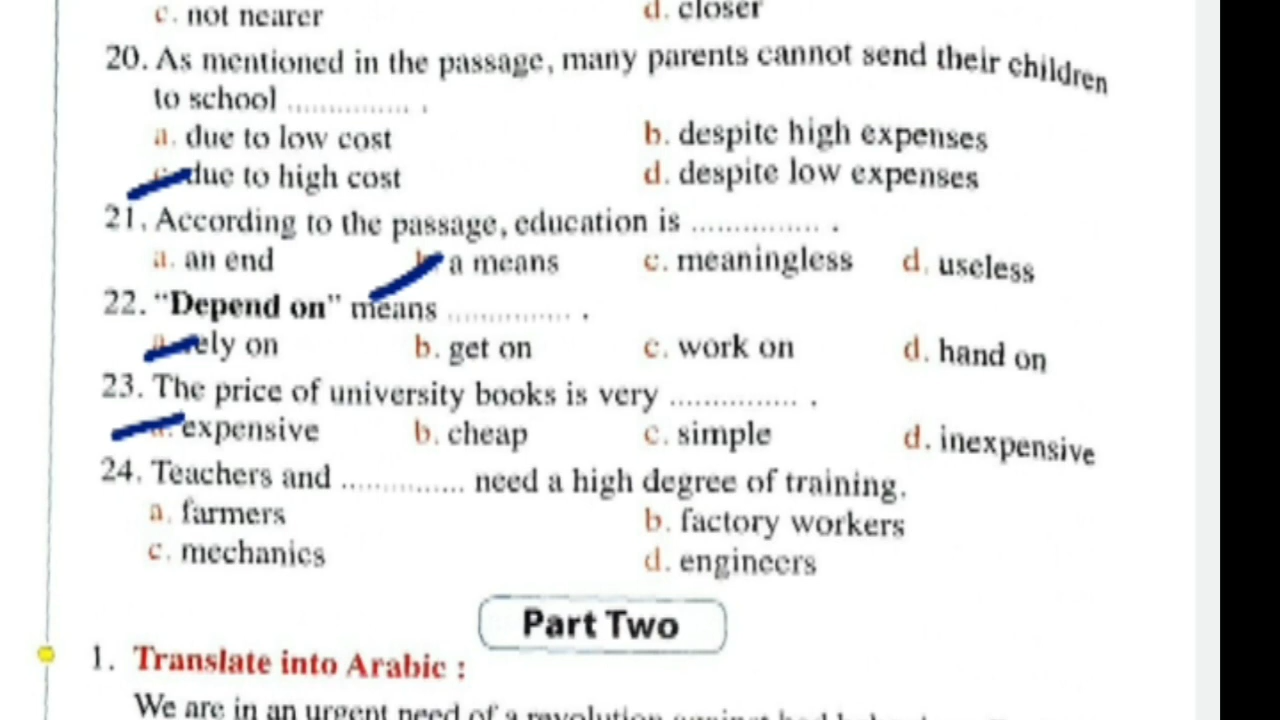 c. not nearer d. closer
20. As mentioned in the passage, many parents cannot send their children
to school ............... .
a. due to low cost b. despite high expenses
due to high cost d. despite low expenses
21. According to the passage, education is ............... .
a. an end a means c. meaningless d. useless
22. "Depend on" means ............... .
rely on b. get on c. work on d. hand on
23. The price of university books is very ............... .
a. expensive b. cheap c. simple d. inexpensive
24. Teachers and ............... need a high degree of training.
a. farmers b. factory workers
c. mechanics d. engineers
Part Two
1. Translate into Arabic :
We are in an urgent need of a revolution against bad